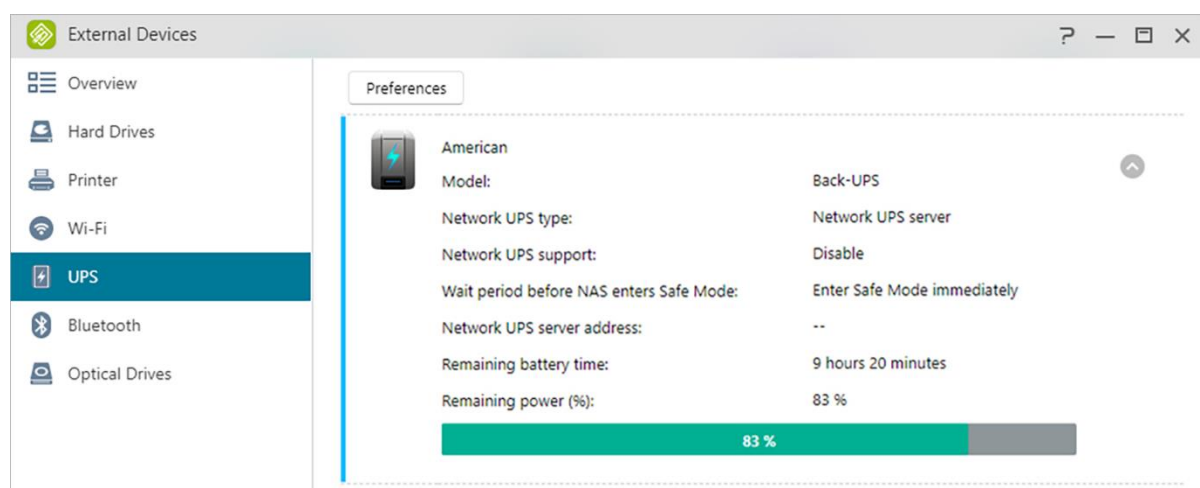 External Devices
Overview
Hard Drives
Printer
Wi-Fi
UPS
Bluetooth
Optical Drives
Preferences
American
Model: Back-UPS
Network UPS type: Network UPS server
Network UPS support: Disable
Wait period before NAS enters Safe Mode: Enter Safe Mode immediately
Network UPS server address: --
Remaining battery time: 9 hours 20 minutes
Remaining power (%): 83 %
83 %